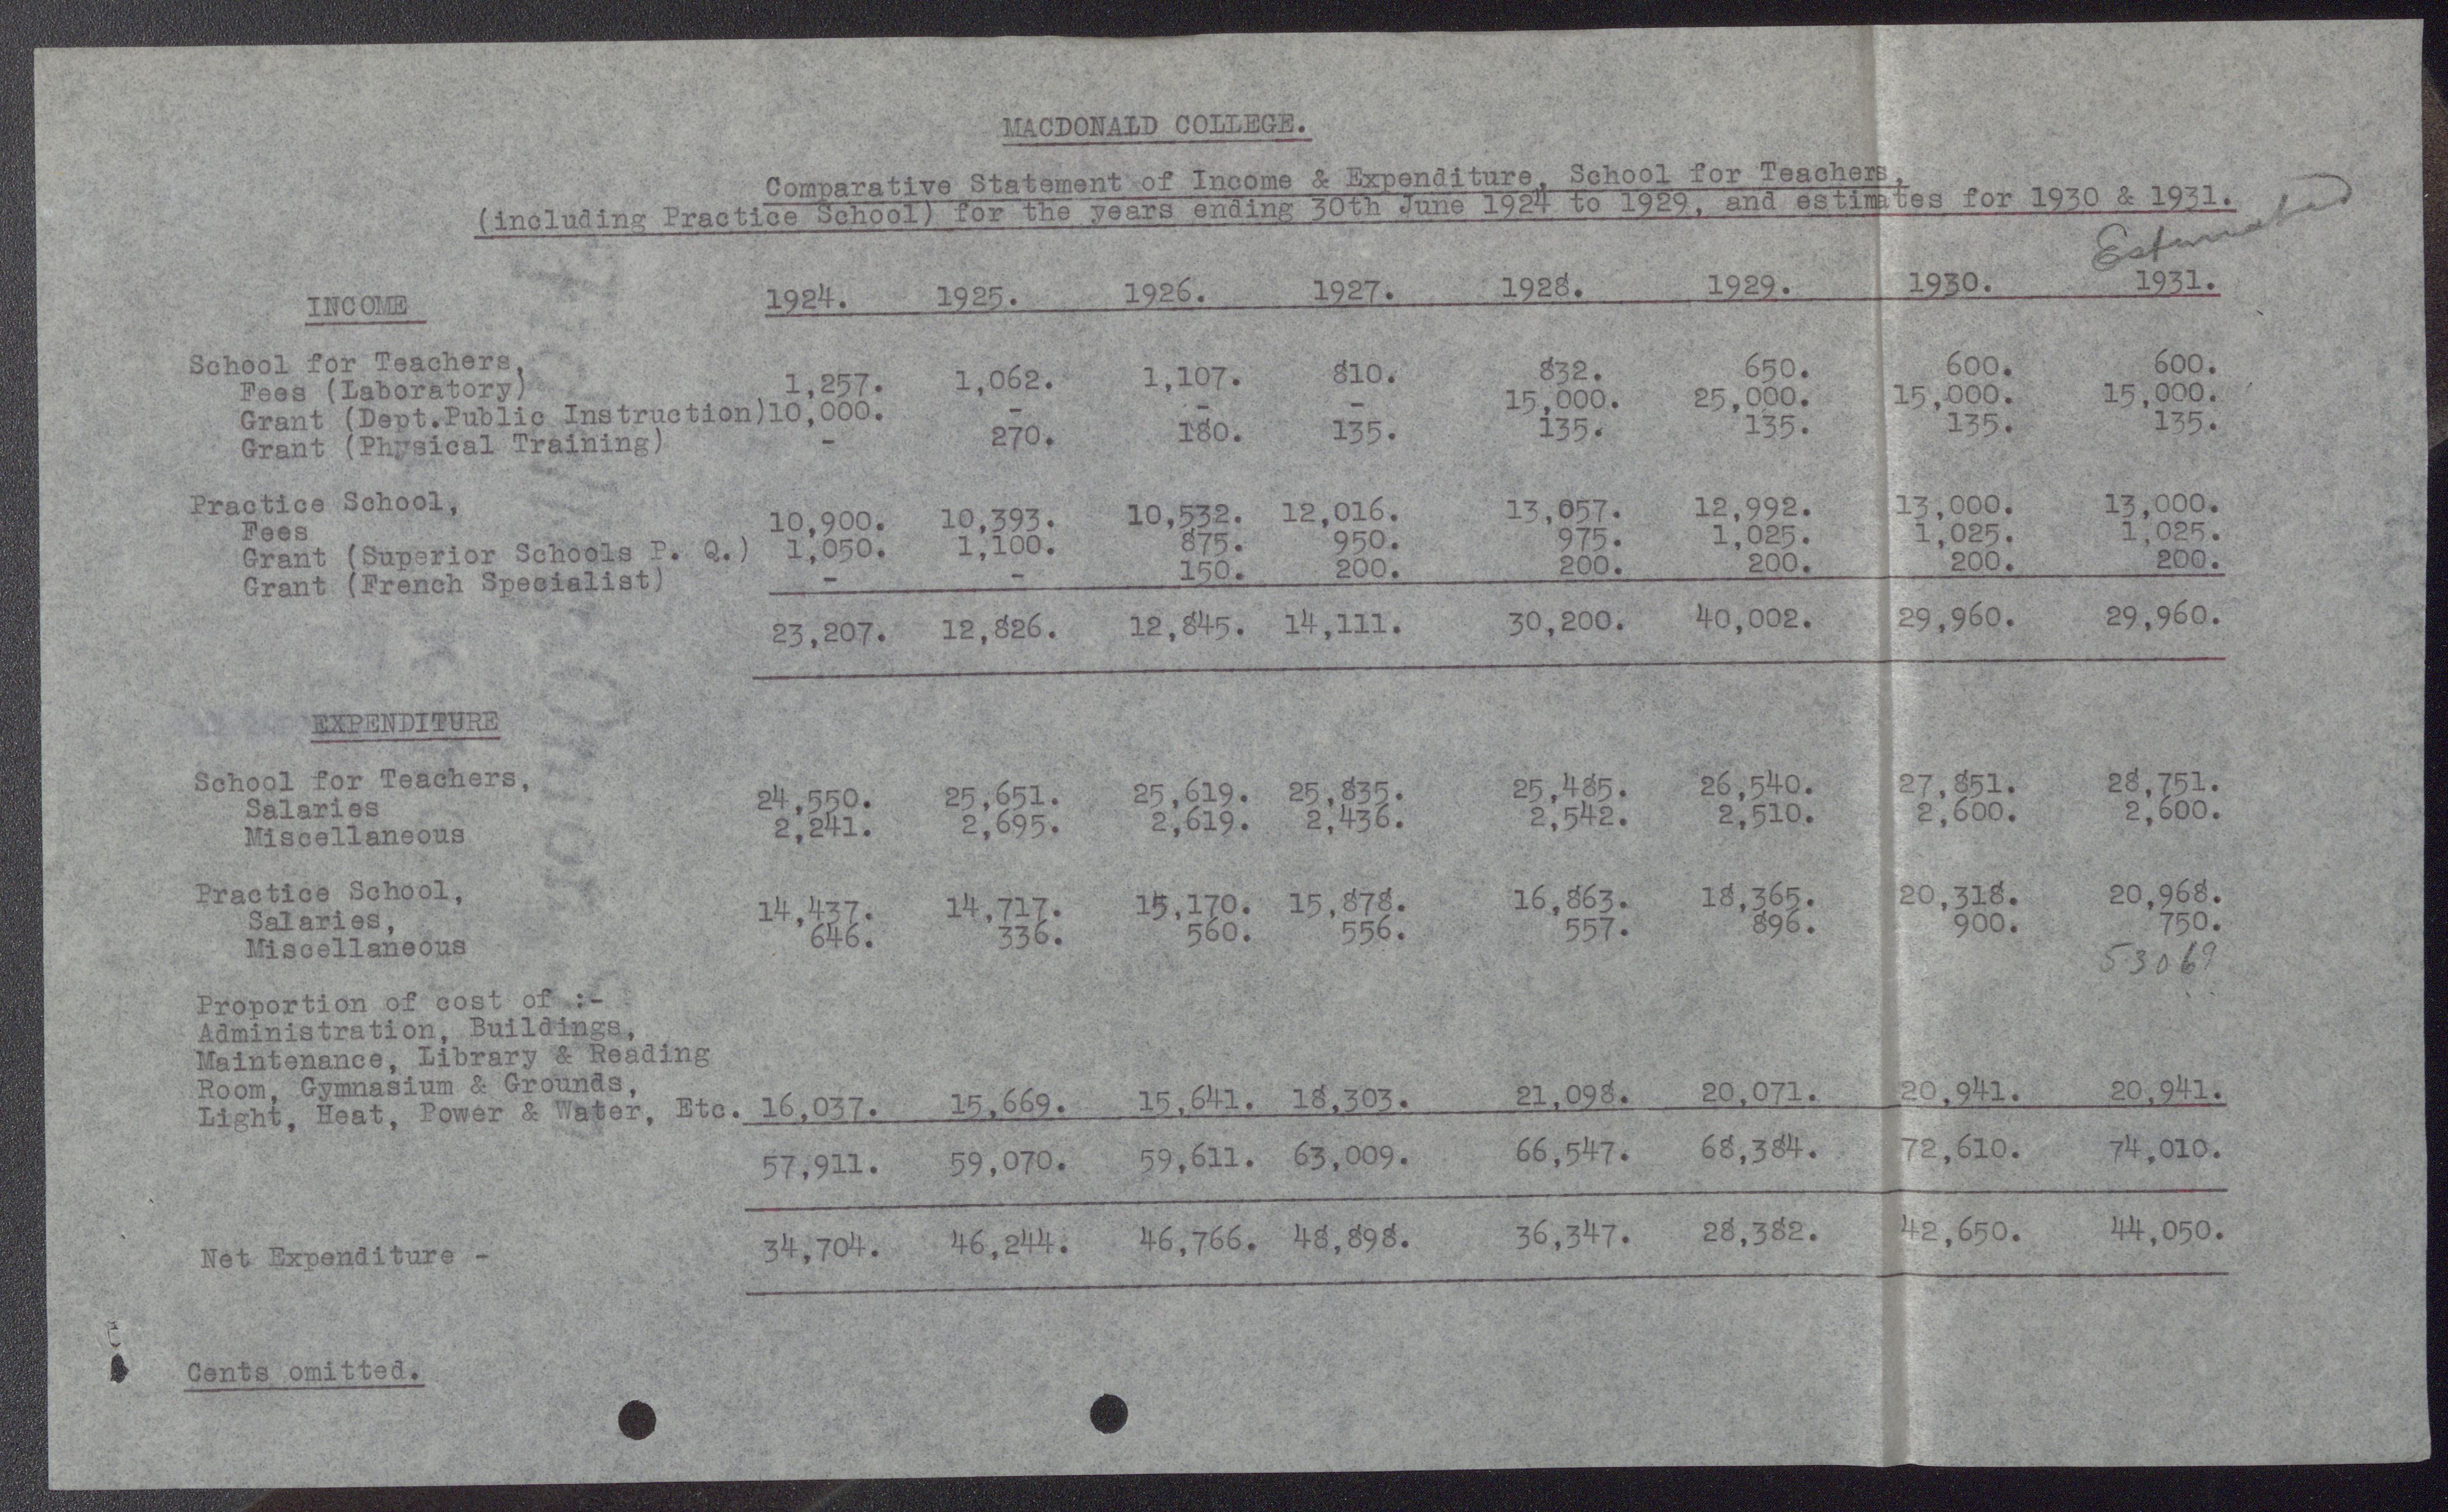 MACDONALD COLLEGE.
Comparative Statement of Income & Expenditure, School for Teachers,
(including Practice School) for the years ending 30th June 1924 to 1929, and estimates for 1930 & 1931.
Estimated
INCOME 1924. 1925. 1926. 1927. 1928. 1929. 1930. 1931.
School for Teachers,
Fees (Laboratory) 1,257. 1,062. 1,107. 810. 832. 650. 600. 600.
Grant (Dept.Public Instruction) 10,000. - - - 15,000. 25,000. 15,000. 15,000.
Grant (Physical Training) - 270. 180. 135. 135. 135. 135. 135.
Practice School,
Fees 10,900. 10,393. 10,532. 12,016. 13,057. 12,992. 13,000. 13,000.
Grant (Superior Schools P. Q.) 1,050. 1,100. 875. 950. 975. 1,025. 1,025. 1,025.
Grant (French Specialist) - - 150. 200. 200. 200. 200. 200.
23,207. 12,826. 12,845. 14,111. 30,200. 40,002. 29,960. 29,960.
EXPENDITURE
School for Teachers,
Salaries 24,550. 25,651. 25,619. 25,835. 25,485. 26,540. 27,851. 28,751.
Miscellaneous 2,241. 2,695. 2,619. 2,436. 2,542. 2,510. 2,600. 2,600.
Practice School,
Salaries, 14,437. 14,717. 15,170. 15,878. 16,863. 18,365. 20,318. 20,968.
Miscellaneous 646. 336. 560. 556. 557. 896. 900. 750.
53069
Proportion of cost of :-
Administration, Buildings,
Maintenance, Library & Reading
Room, Gymnasium & Grounds,
Light, Heat, Power & Water, Etc. 16,037. 15,669. 15,641. 18,303. 21,098. 20,071. 20,941. 20,941.
57,911. 59,070. 59,611. 63,009. 66,547. 68,384. 72,610. 74,010.
Net Expenditure - 34,704. 46,244. 46,766. 48,898. 36,347. 28,382. 42,650. 44,050.
Cents omitted.